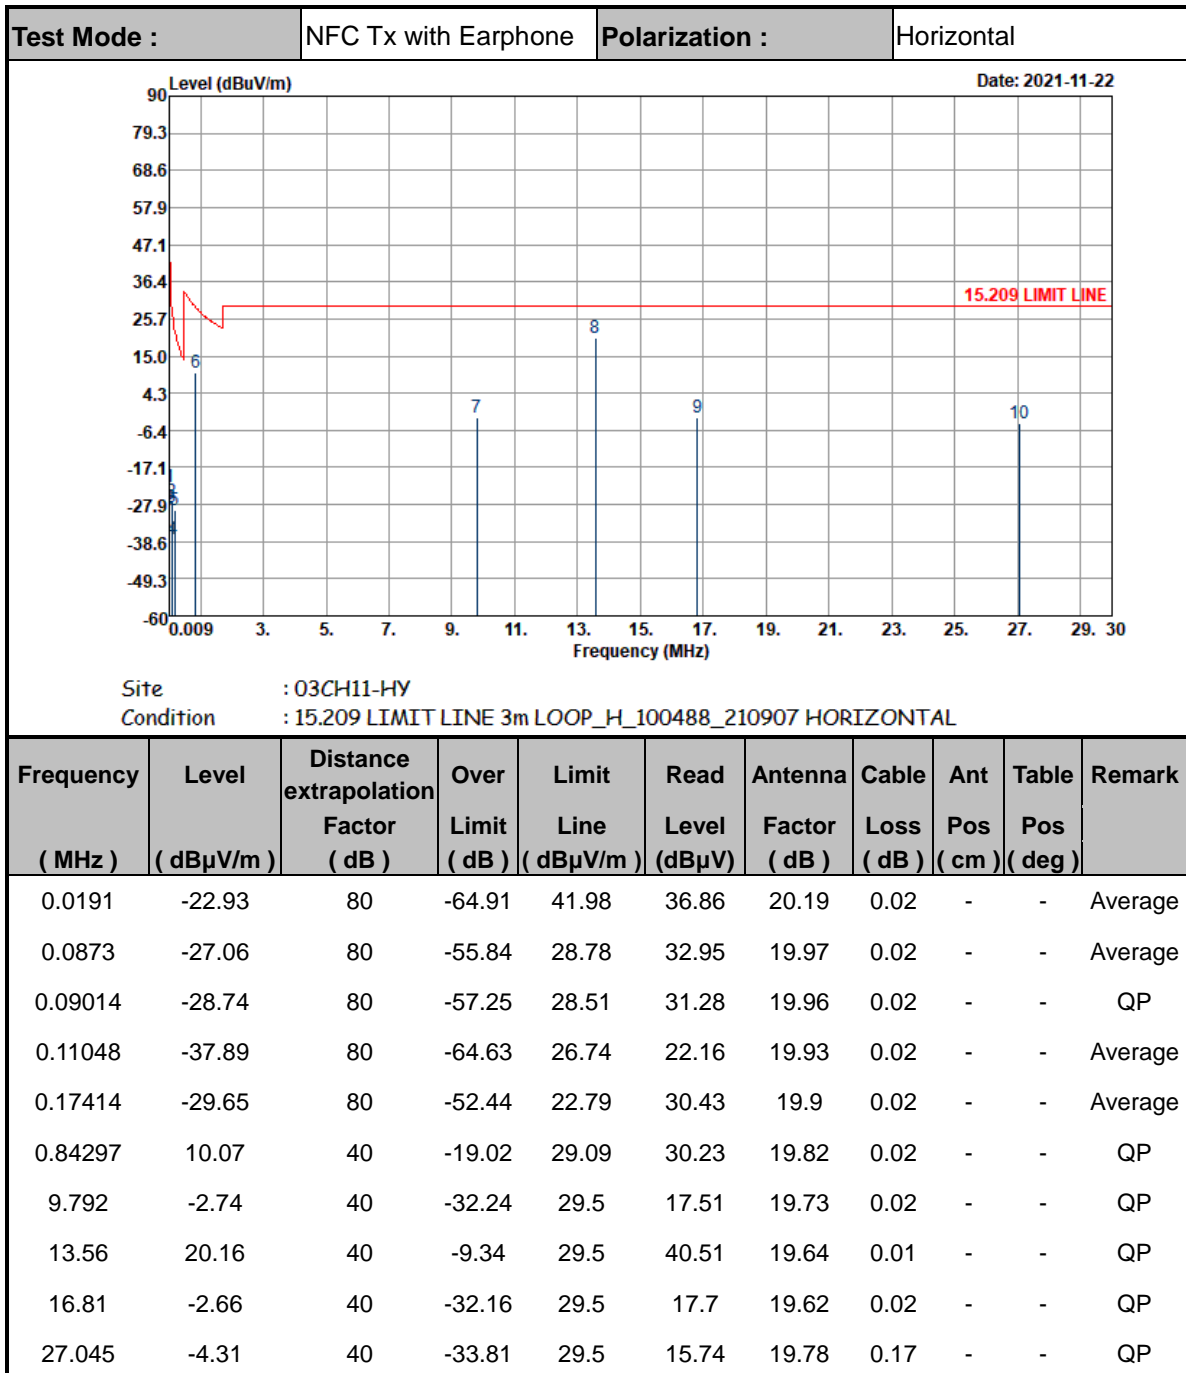 Test Mode : NFC Tx with Earphone Polarization : Horizontal
Level (dBuV/m) Date: 2021-11-22
90
79.3
68.6
57.9
47.1
36.4
15.209 LIMIT LINE
25.7
8
15.0
6
4.3
7 9 10
-6.4
-17.1
1
2
5
-27.9
4
-38.6
-49.3
-60
0.009 3. 5. 7. 9. 11. 13. 15. 17. 19. 21. 23. 25. 27. 29. 30
Frequency (MHz)
Site : 03CH11-HY
Condition : 15.209 LIMIT LINE 3m LOOP_H_100488_210907 HORIZONTAL
Frequency Level Distance extrapolation Over Limit Read Antenna Cable Ant Table Remark
Factor Limit Line Level Factor Loss Pos Pos
( MHz ) ( dBµV/m ) ( dB ) ( dB ) ( dBµV/m ) (dBµV) ( dB ) ( dB ) ( cm ) ( deg )
0.0191 -22.93 80 -64.91 41.98 36.86 20.19 0.02 - - Average
0.0873 -27.06 80 -55.84 28.78 32.95 19.97 0.02 - - Average
0.09014 -28.74 80 -57.25 28.51 31.28 19.96 0.02 - - QP
0.11048 -37.89 80 -64.63 26.74 22.16 19.93 0.02 - - Average
0.17414 -29.65 80 -52.44 22.79 30.43 19.9 0.02 - - Average
0.84297 10.07 40 -19.02 29.09 30.23 19.82 0.02 - - QP
9.792 -2.74 40 -32.24 29.5 17.51 19.73 0.02 - - QP
13.56 20.16 40 -9.34 29.5 40.51 19.64 0.01 - - QP
16.81 -2.66 40 -32.16 29.5 17.7 19.62 0.02 - - QP
27.045 -4.31 40 -33.81 29.5 15.74 19.78 0.17 - - QP